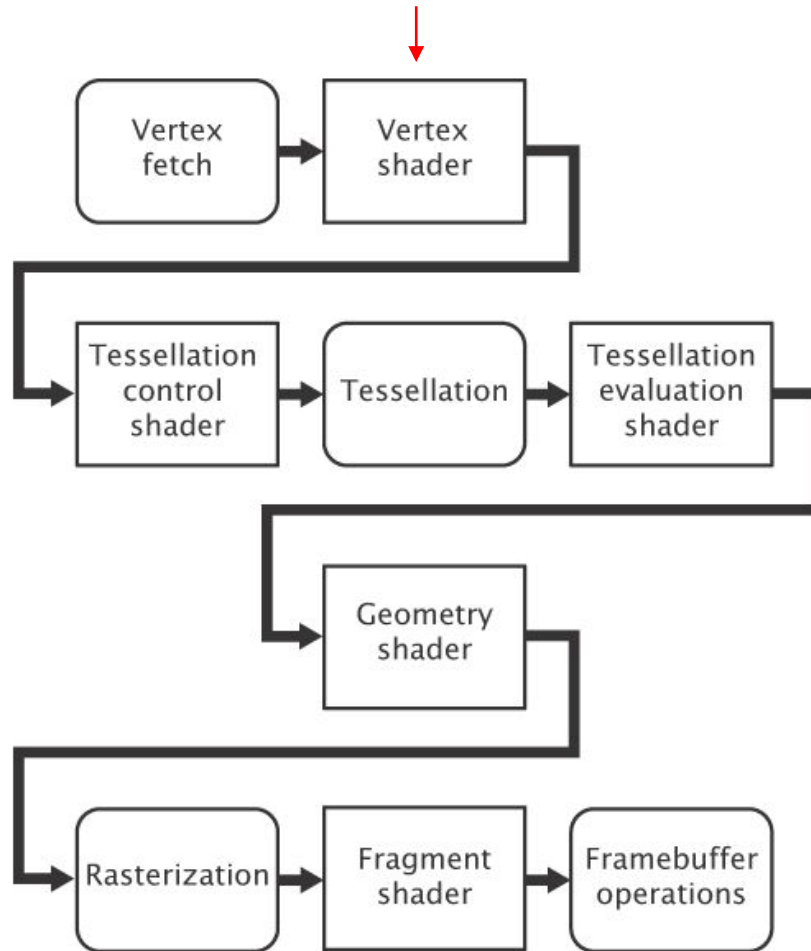 Vertex
fetch
Vertex
shader
Tessellation
control
shader
Tessellation
Tessellation
evaluation
shader
Geometry
shader
Rasterization
Fragment
shader
Framebuffer
operations